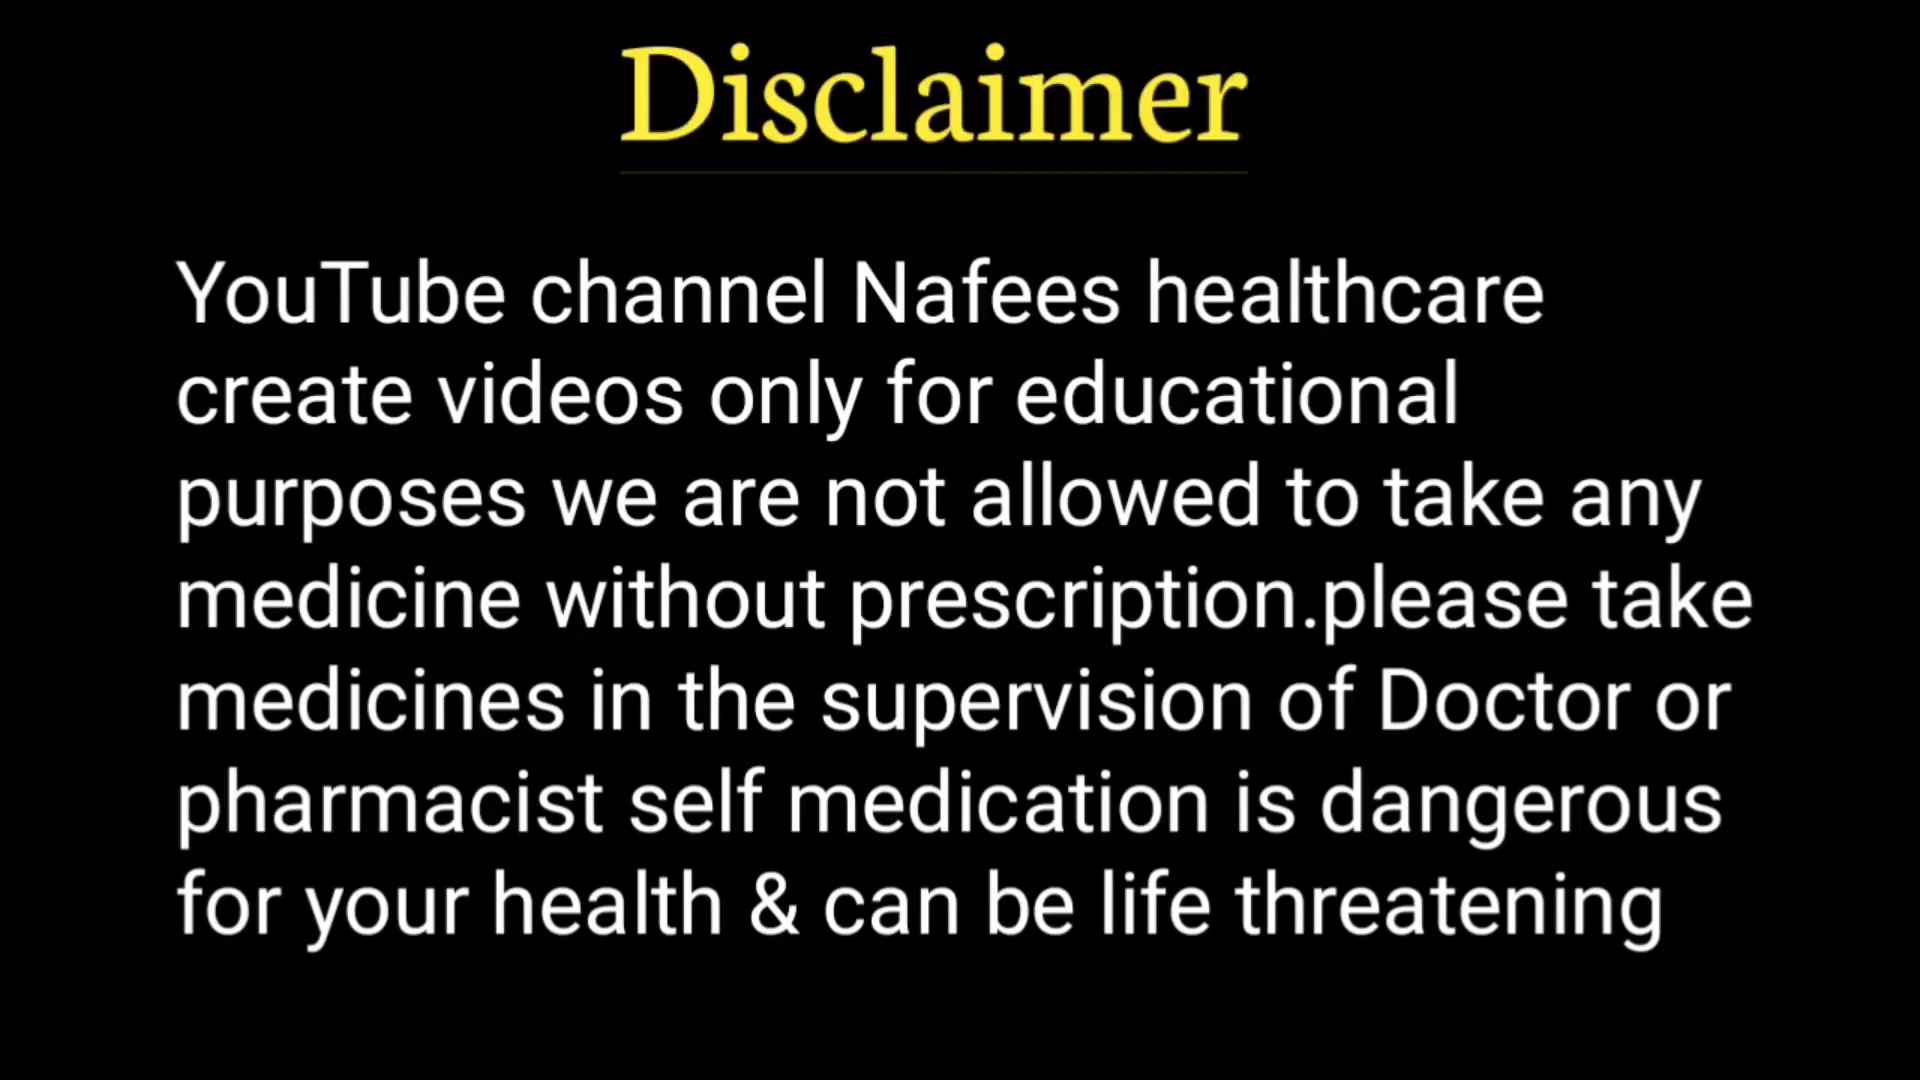 Disclaimer
YouTube channel Nafees healthcare
create videos only for educational
purposes we are not allowed to take any
medicine without prescription.please take
medicines in the supervision of Doctor or
pharmacist self medication is dangerous
for your health & can be life threatening